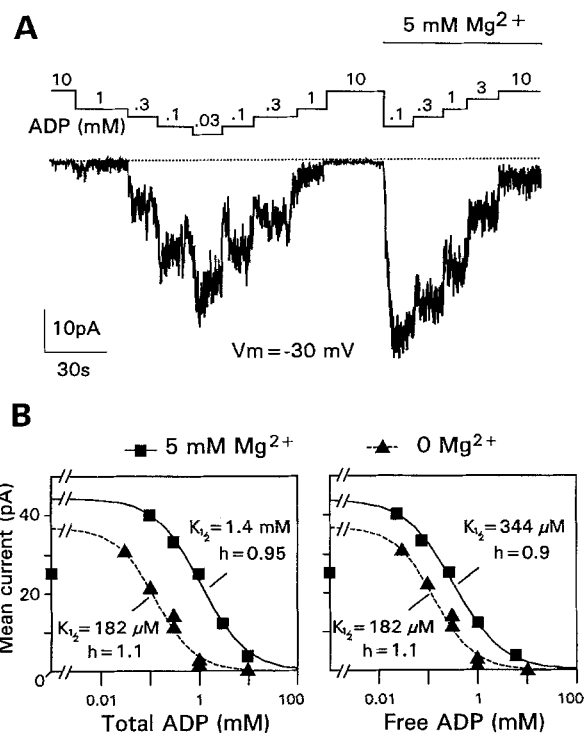 A
5 mM Mg2+
10 1 .3 .1 .03 .1 .3 1 10 .1 .3 1 3 10
ADP (mM)
10pA
30s
Vm=-30 mV
B
5 mM Mg2+ 0 Mg2+
Mean current (pA)
40
20
0
K½=1.4 mM
h=0.95
K½=182 µM
h=1.1
0.01 1 100
Total ADP (mM)
K½=344 µM
h=0.9
K½=182 µM
h=1.1
0.01 1 100
Free ADP (mM)